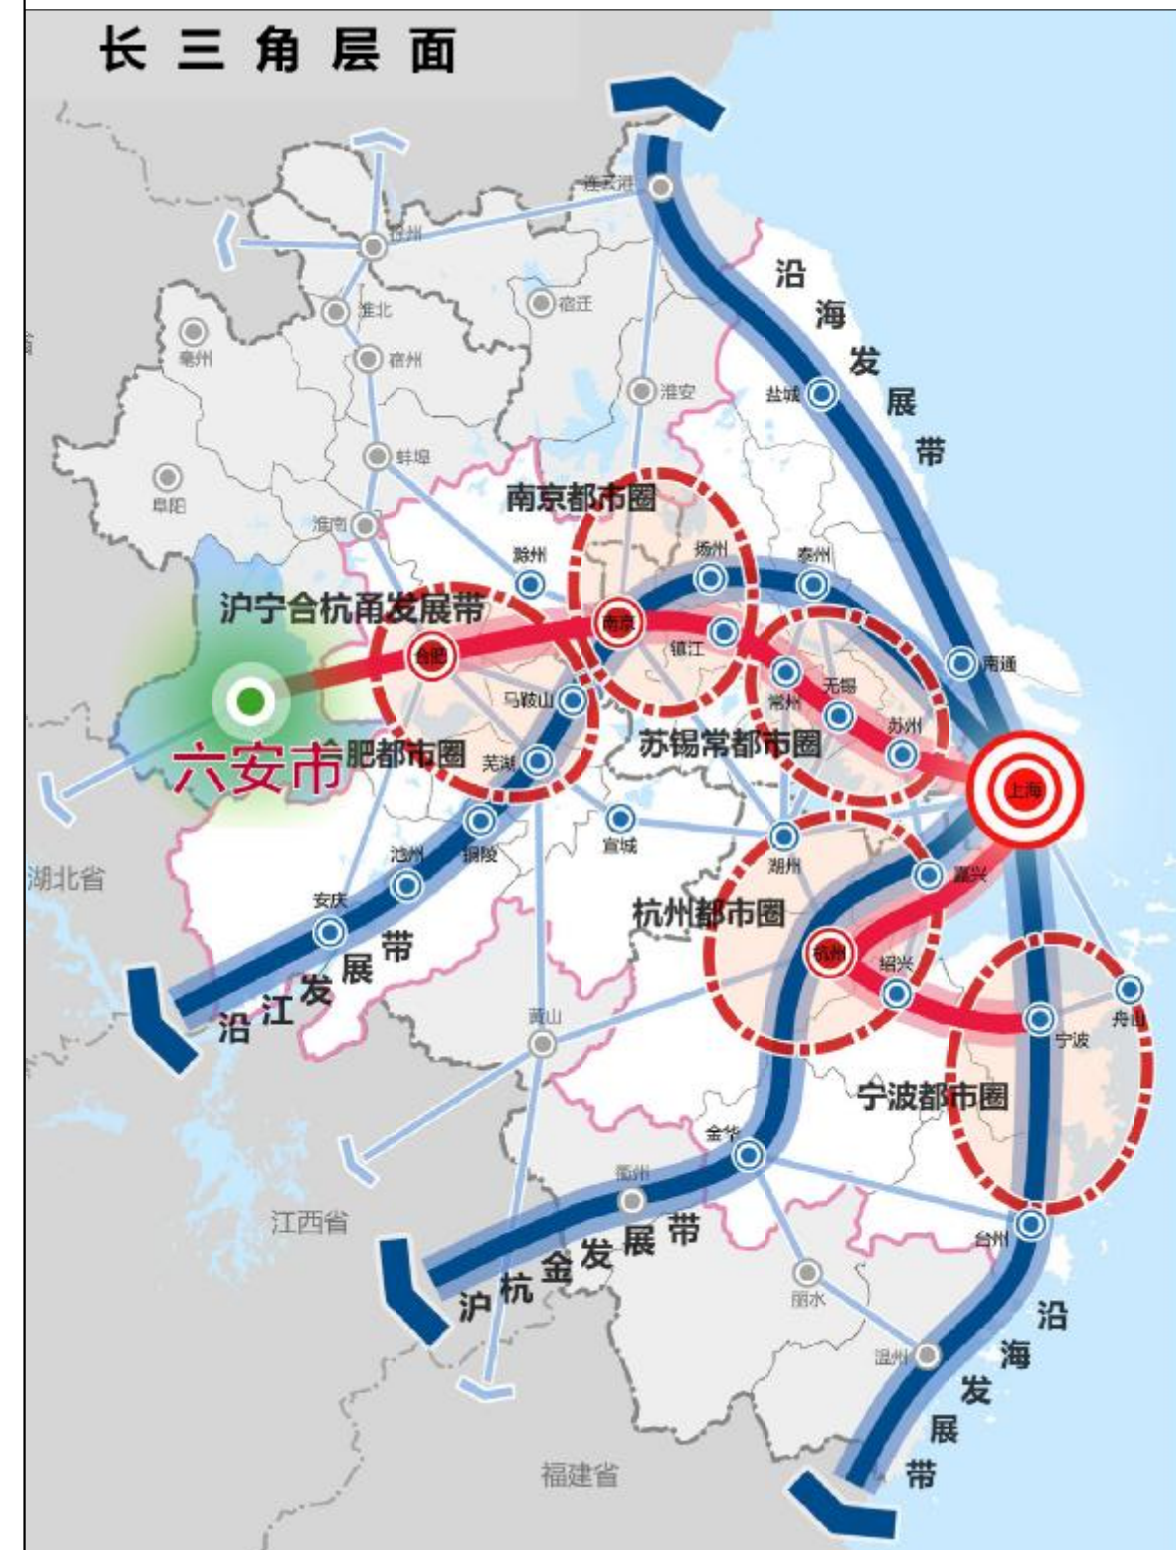 长三角层面
连云港
徐州
沿海发展带
宿迁
淮北
亳州
宿州
盐城
淮安
蚌埠
阜阳
南京都市圈
淮南
滁州
扬州
泰州
沪宁合杭甬发展带
南京
合肥
镇江
南通
无锡
马鞍山
常州
苏州
六安市
合肥都市圈
芜湖
苏锡常都市圈
上海
宣城
铜陵
池州
湖州
嘉兴
湖北省
安庆
杭州都市圈
杭州
绍兴
沿江发展带
黄山
舟山
宁波
宁波都市圈
金华
衢州
江西省
台州
沪杭金发展带
丽水
温州
沿海发展带
福建省